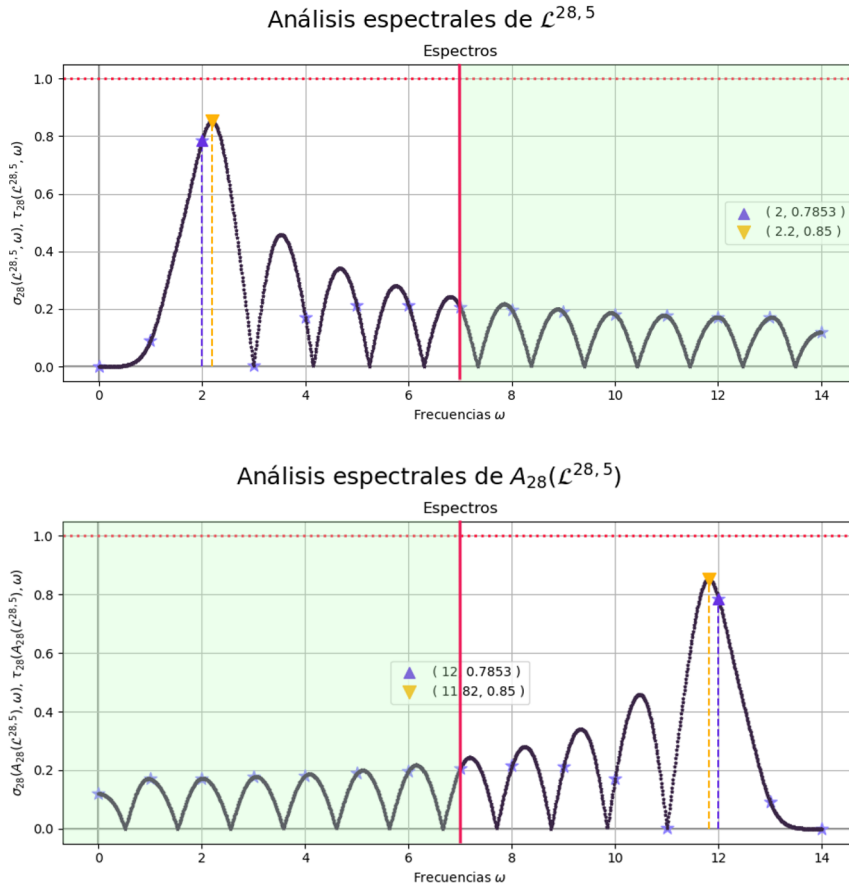 Análisis espectrales de ℒ^{28,5}
Espectros
σ₂₈(ℒ^{28,5}, ω), τ₂₈(ℒ^{28,5}, ω)
1.0
0.8
0.6
0.4
0.2
0.0
( 2, 0.7853 )
( 2.2, 0.85 )
0 2 4 6 8 10 12 14
Frecuencias ω
Análisis espectrales de A₂₈(ℒ^{28,5})
Espectros
σ₂₈(A₂₈(ℒ^{28,5}), ω), τ₂₈(A₂₈(ℒ^{28,5}), ω)
1.0
0.8
0.6
0.4
0.2
0.0
( 12, 0.7853 )
( 11.82, 0.85 )
0 2 4 6 8 10 12 14
Frecuencias ω